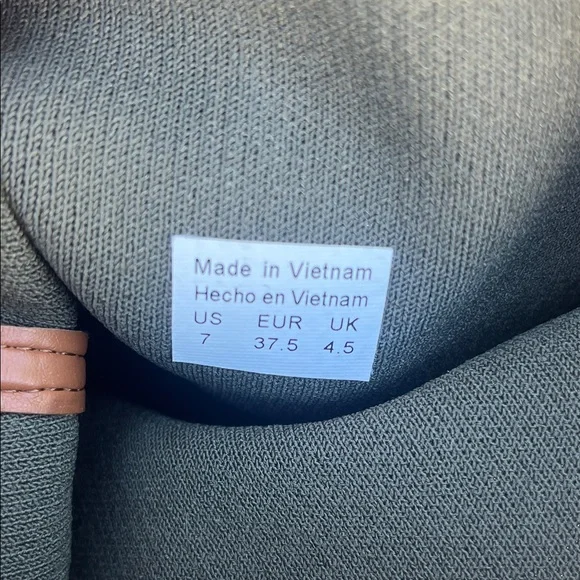 Made in Vietnam
Hecho en Vietnam
US EUR UK
7 37.5 4.5